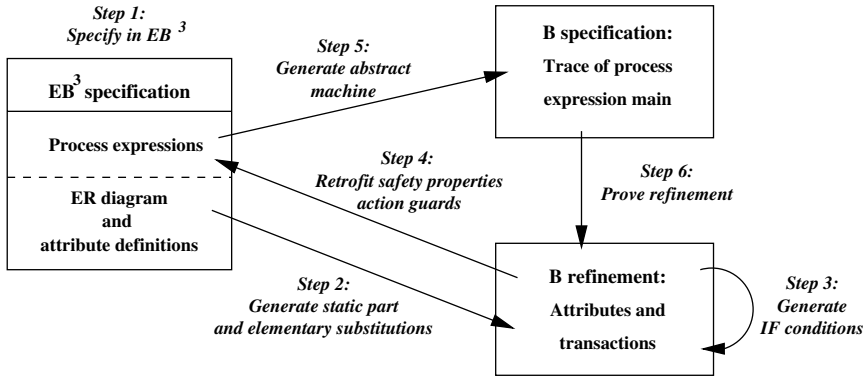 Step 1:
Specify in EB 3
EB3 specification
Process expressions
ER diagram
and
attribute definitions
Step 5:
Generate abstract
machine
B specification:
Trace of process
expression main
Step 4:
Retrofit safety properties
action guards
Step 6:
Prove refinement
Step 2:
Generate static part
and elementary substitutions
B refinement:
Attributes and
transactions
Step 3:
Generate
IF conditions